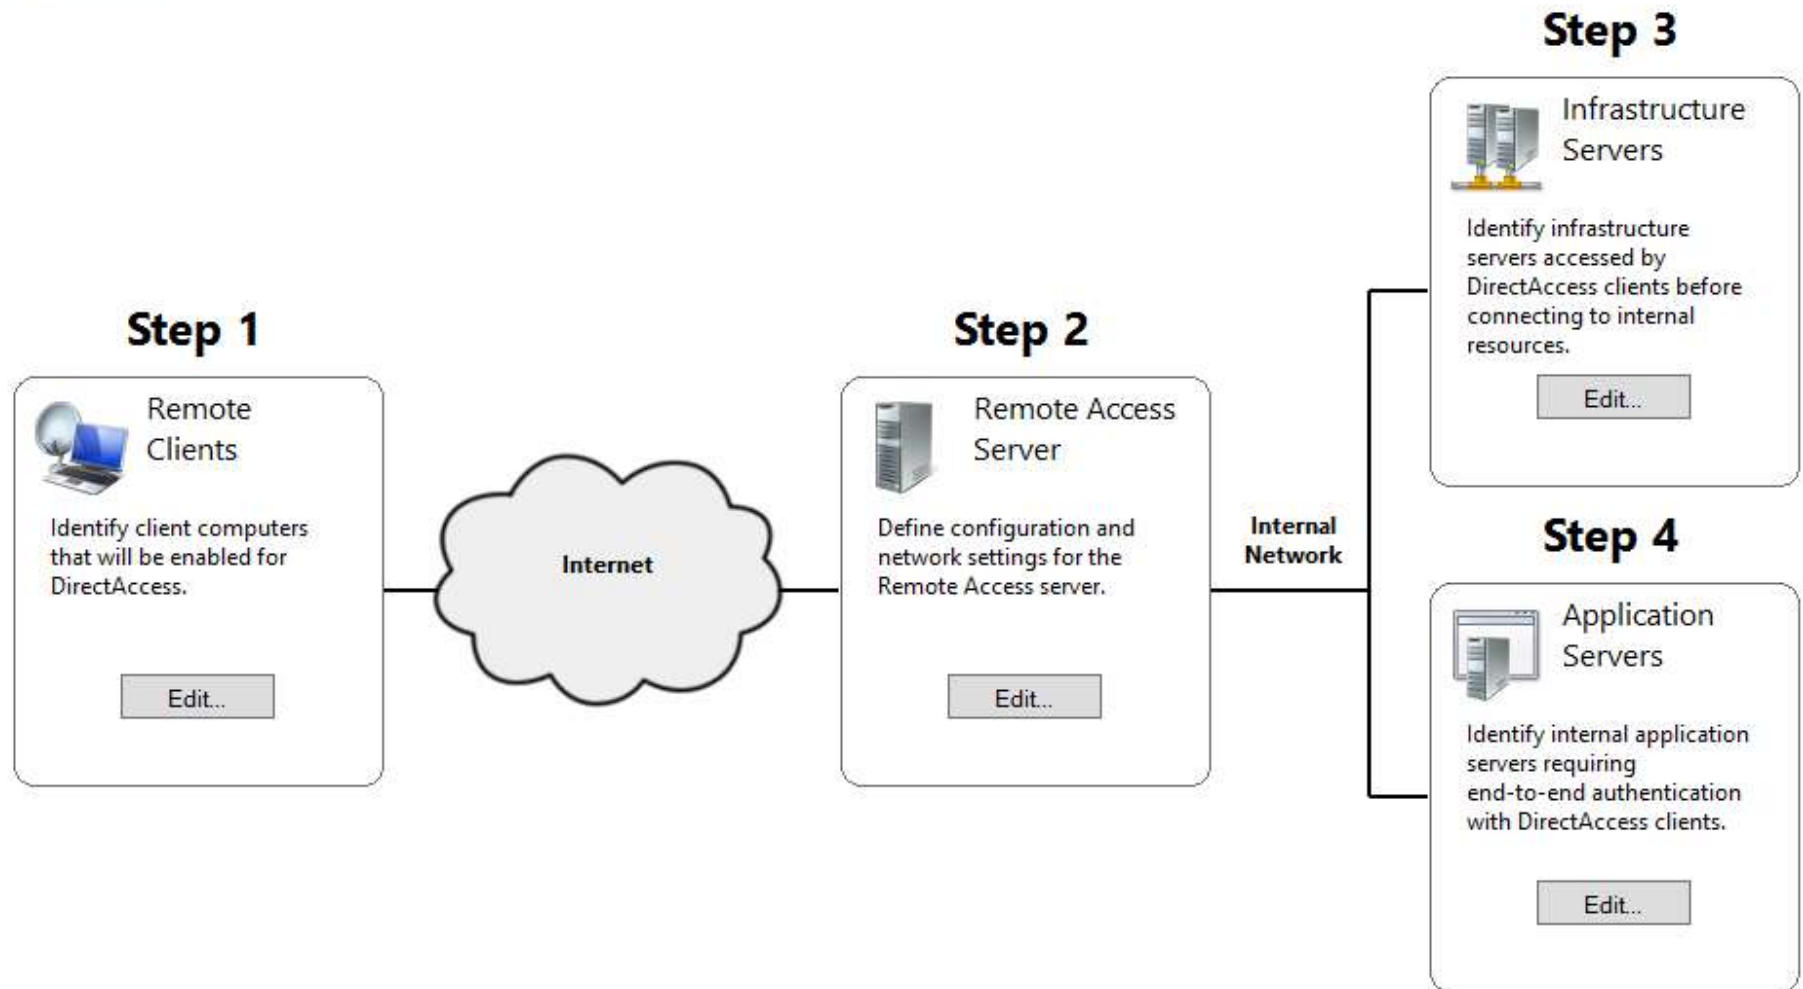 Step 1
Remote
Clients
Identify client computers
that will be enabled for
DirectAccess.
Edit...
Internet
Step 2
Remote Access
Server
Define configuration and
network settings for the
Remote Access server.
Edit...
Internal
Network
Step 3
Infrastructure
Servers
Identify infrastructure
servers accessed by
DirectAccess clients before
connecting to internal
resources.
Edit...
Step 4
Application
Servers
Identify internal application
servers requiring
end-to-end authentication
with DirectAccess clients.
Edit...